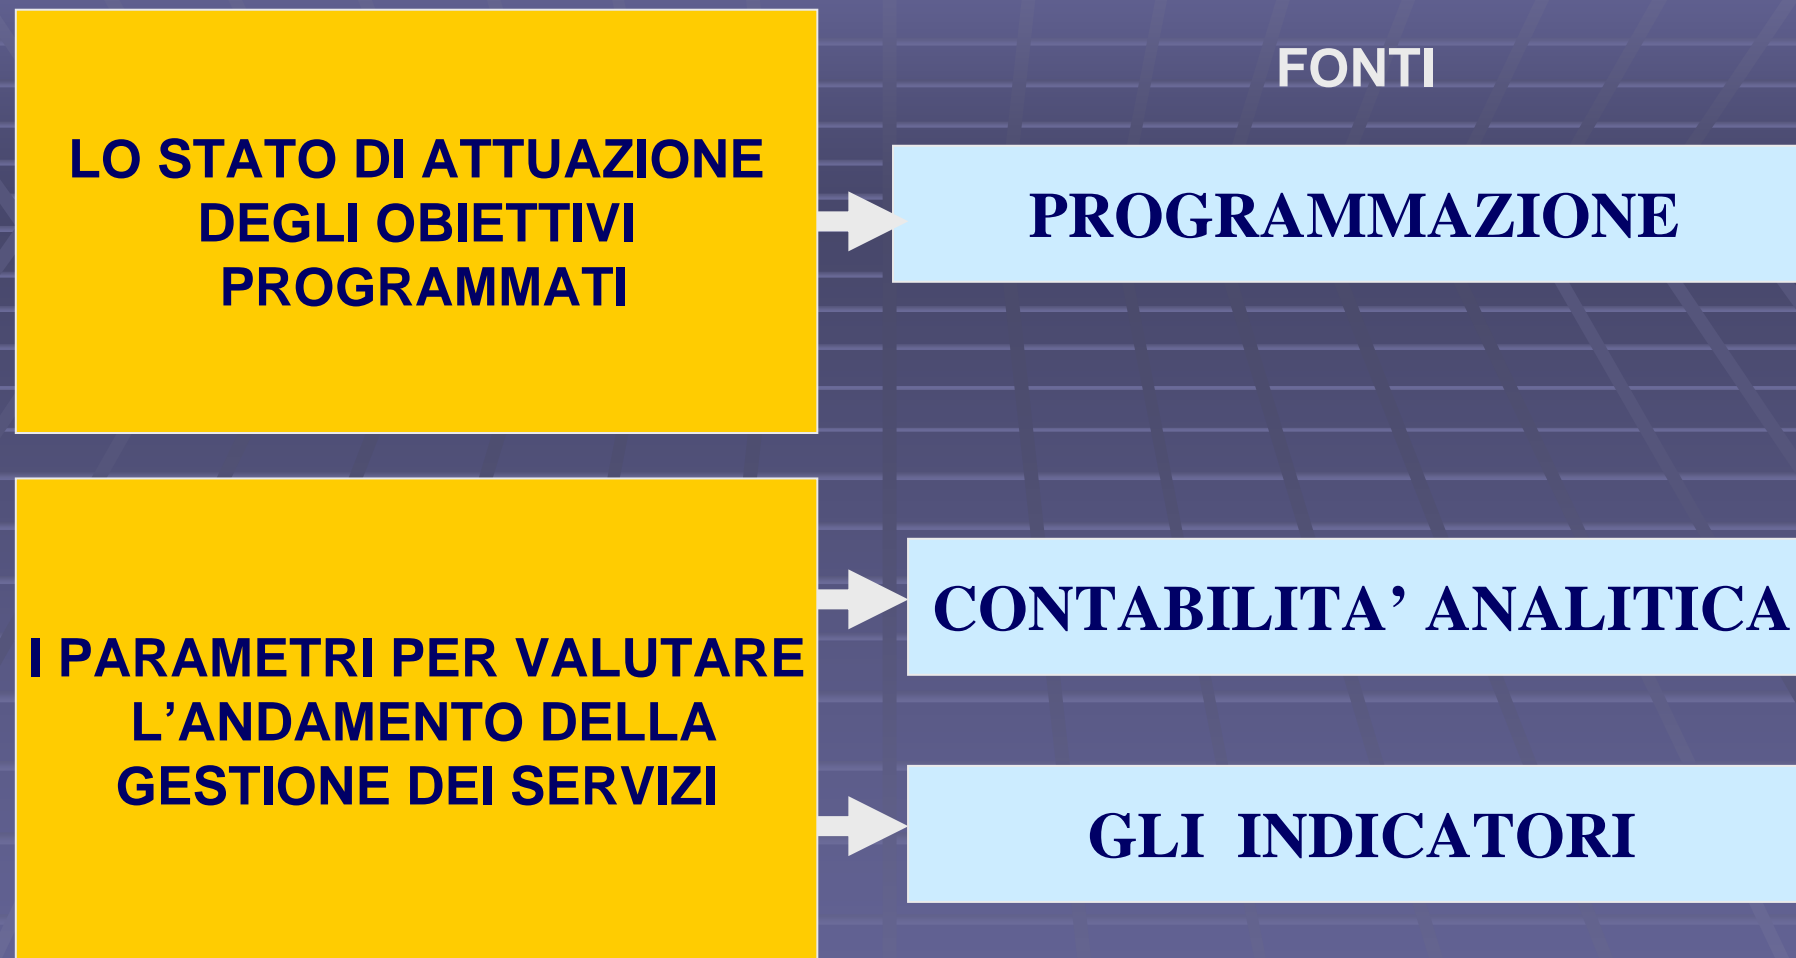 FONTI
LO STATO DI ATTUAZIONE
DEGLI OBIETTIVI
PROGRAMMATI
PROGRAMMAZIONE
I PARAMETRI PER VALUTARE
L’ANDAMENTO DELLA
GESTIONE DEI SERVIZI
CONTABILITA’ ANALITICA
GLI INDICATORI